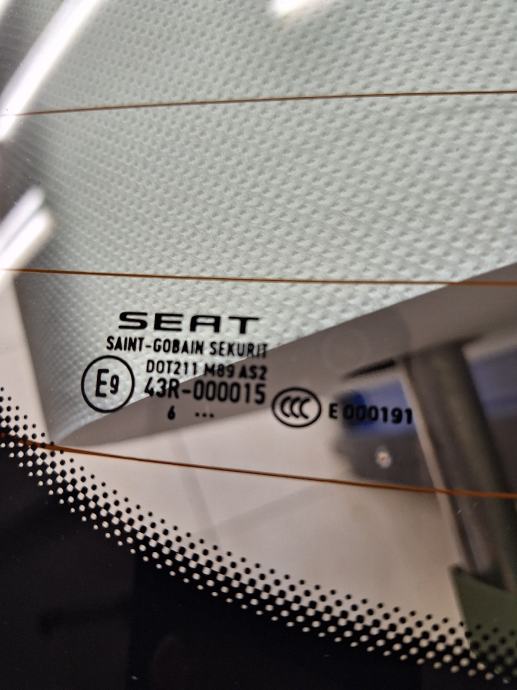 SEAT
SAINT-GOBAIN SEKURIT
DOT211 M89 AS2
E9 43R-000015
6 ...
CCC E 000191